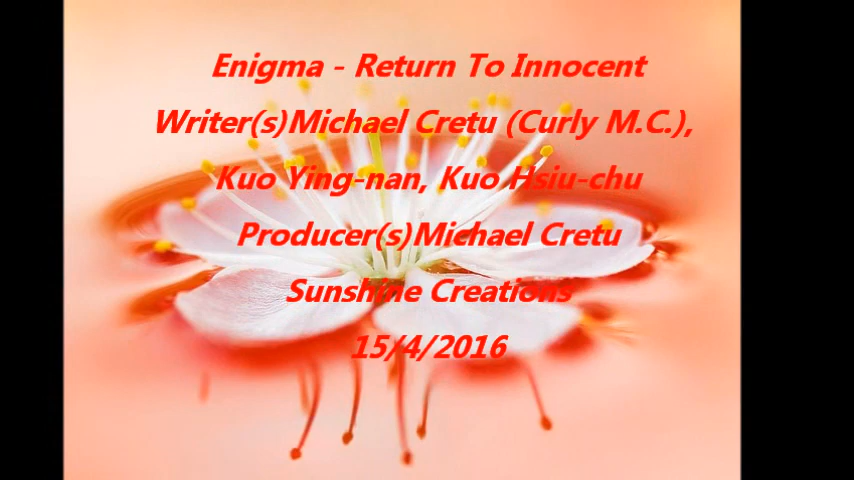 Enigma - Return To Innocent
Writer(s)Michael Cretu (Curly M.C.),
Kuo Ying-nan, Kuo Hsiu-chu
Producer(s)Michael Cretu
Sunshine Creations
15/4/2016